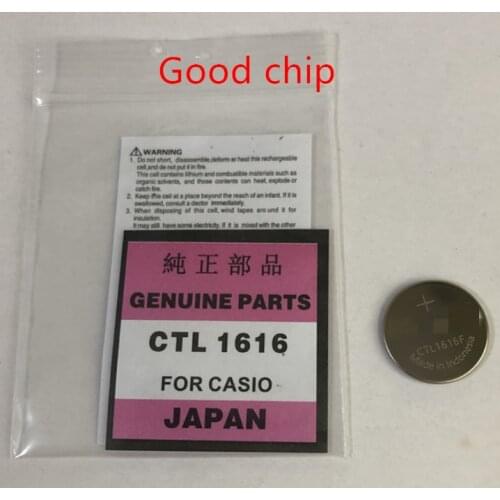 Good chip
WARNING
1. Do not short, disassemble,deform or heat this rechargeable
cell,and do not put it in fire.
This cell contains lithium and combustible materials such as
organic solvents, and those contents can heat, explode or
catch fire.
2. Keep the cell at place beyond the reach of an infant. If it is
swallowed, consult a doctor immediately.
3. When disposing of this cell, wind tapes around it for
insulation.
It may still have some electricity. If it is mixed with the other
純正部品
GENUINE PARTS
CTL 1616
FOR CASIO
JAPAN
+
CTL1616F
Made in Indonesia